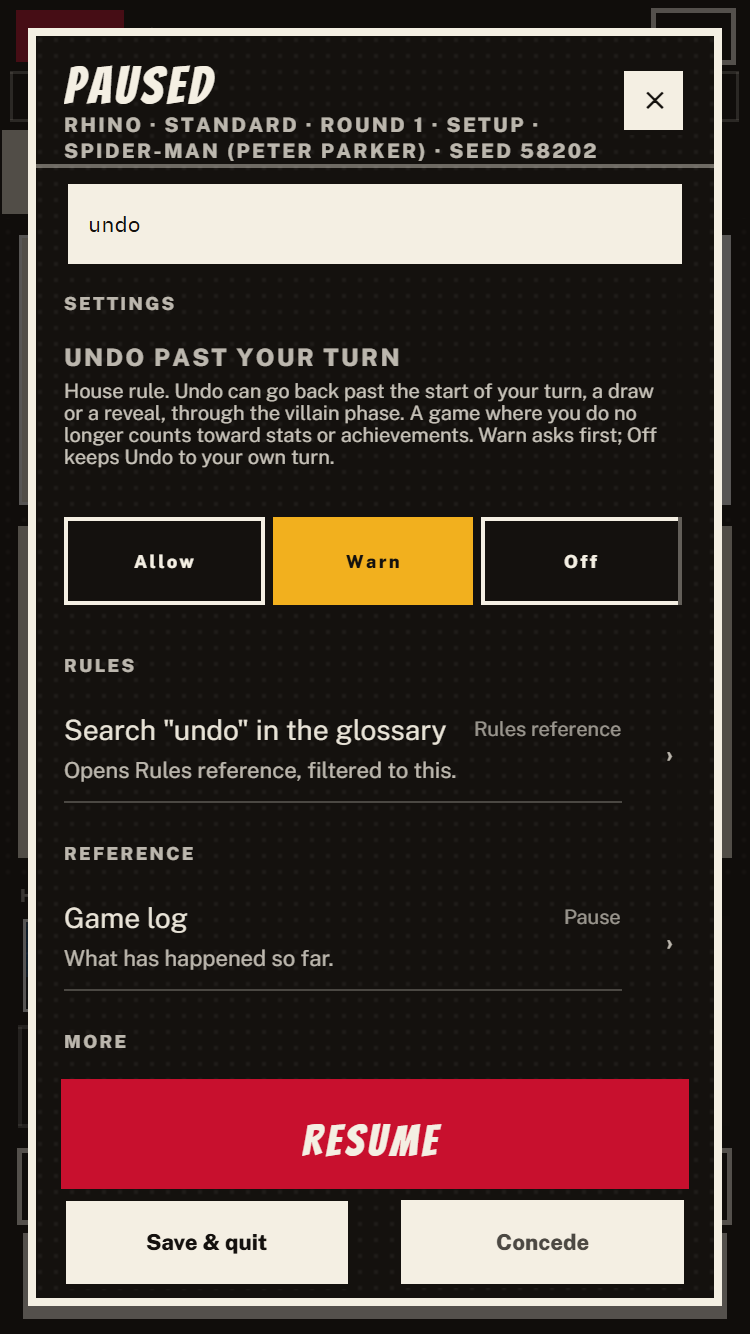 PAUSED
RHINO · STANDARD · ROUND 1 · SETUP ·
SPIDER-MAN (PETER PARKER) · SEED 58202
undo
SETTINGS
UNDO PAST YOUR TURN
House rule. Undo can go back past the start of your turn, a draw
or a reveal, through the villain phase. A game where you do no
longer counts toward stats or achievements. Warn asks first; Off
keeps Undo to your own turn.
Allow Warn Off
RULES
Search "undo" in the glossary Rules reference
Opens Rules reference, filtered to this.
REFERENCE
Game log Pause
What has happened so far.
MORE
RESUME
Save & quit Concede